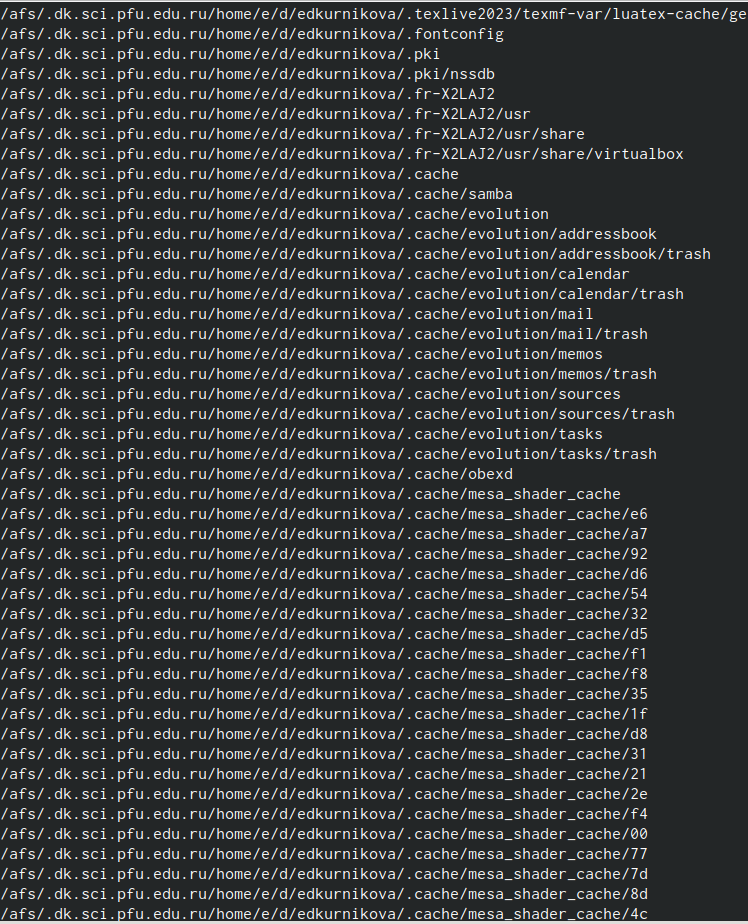 /afs/.dk.sci.pfu.edu.ru/home/e/d/edkurnikova/.texlive2023/texmf-var/luatex-cache/ge
/afs/.dk.sci.pfu.edu.ru/home/e/d/edkurnikova/.fontconfig
/afs/.dk.sci.pfu.edu.ru/home/e/d/edkurnikova/.pki
/afs/.dk.sci.pfu.edu.ru/home/e/d/edkurnikova/.pki/nssdb
/afs/.dk.sci.pfu.edu.ru/home/e/d/edkurnikova/.fr-X2LAJ2
/afs/.dk.sci.pfu.edu.ru/home/e/d/edkurnikova/.fr-X2LAJ2/usr
/afs/.dk.sci.pfu.edu.ru/home/e/d/edkurnikova/.fr-X2LAJ2/usr/share
/afs/.dk.sci.pfu.edu.ru/home/e/d/edkurnikova/.fr-X2LAJ2/usr/share/virtualbox
/afs/.dk.sci.pfu.edu.ru/home/e/d/edkurnikova/.cache
/afs/.dk.sci.pfu.edu.ru/home/e/d/edkurnikova/.cache/samba
/afs/.dk.sci.pfu.edu.ru/home/e/d/edkurnikova/.cache/evolution
/afs/.dk.sci.pfu.edu.ru/home/e/d/edkurnikova/.cache/evolution/addressbook
/afs/.dk.sci.pfu.edu.ru/home/e/d/edkurnikova/.cache/evolution/addressbook/trash
/afs/.dk.sci.pfu.edu.ru/home/e/d/edkurnikova/.cache/evolution/calendar
/afs/.dk.sci.pfu.edu.ru/home/e/d/edkurnikova/.cache/evolution/calendar/trash
/afs/.dk.sci.pfu.edu.ru/home/e/d/edkurnikova/.cache/evolution/mail
/afs/.dk.sci.pfu.edu.ru/home/e/d/edkurnikova/.cache/evolution/mail/trash
/afs/.dk.sci.pfu.edu.ru/home/e/d/edkurnikova/.cache/evolution/memos
/afs/.dk.sci.pfu.edu.ru/home/e/d/edkurnikova/.cache/evolution/memos/trash
/afs/.dk.sci.pfu.edu.ru/home/e/d/edkurnikova/.cache/evolution/sources
/afs/.dk.sci.pfu.edu.ru/home/e/d/edkurnikova/.cache/evolution/sources/trash
/afs/.dk.sci.pfu.edu.ru/home/e/d/edkurnikova/.cache/evolution/tasks
/afs/.dk.sci.pfu.edu.ru/home/e/d/edkurnikova/.cache/evolution/tasks/trash
/afs/.dk.sci.pfu.edu.ru/home/e/d/edkurnikova/.cache/obexd
/afs/.dk.sci.pfu.edu.ru/home/e/d/edkurnikova/.cache/mesa_shader_cache
/afs/.dk.sci.pfu.edu.ru/home/e/d/edkurnikova/.cache/mesa_shader_cache/e6
/afs/.dk.sci.pfu.edu.ru/home/e/d/edkurnikova/.cache/mesa_shader_cache/a7
/afs/.dk.sci.pfu.edu.ru/home/e/d/edkurnikova/.cache/mesa_shader_cache/92
/afs/.dk.sci.pfu.edu.ru/home/e/d/edkurnikova/.cache/mesa_shader_cache/d6
/afs/.dk.sci.pfu.edu.ru/home/e/d/edkurnikova/.cache/mesa_shader_cache/54
/afs/.dk.sci.pfu.edu.ru/home/e/d/edkurnikova/.cache/mesa_shader_cache/32
/afs/.dk.sci.pfu.edu.ru/home/e/d/edkurnikova/.cache/mesa_shader_cache/d5
/afs/.dk.sci.pfu.edu.ru/home/e/d/edkurnikova/.cache/mesa_shader_cache/f1
/afs/.dk.sci.pfu.edu.ru/home/e/d/edkurnikova/.cache/mesa_shader_cache/f8
/afs/.dk.sci.pfu.edu.ru/home/e/d/edkurnikova/.cache/mesa_shader_cache/35
/afs/.dk.sci.pfu.edu.ru/home/e/d/edkurnikova/.cache/mesa_shader_cache/1f
/afs/.dk.sci.pfu.edu.ru/home/e/d/edkurnikova/.cache/mesa_shader_cache/d8
/afs/.dk.sci.pfu.edu.ru/home/e/d/edkurnikova/.cache/mesa_shader_cache/31
/afs/.dk.sci.pfu.edu.ru/home/e/d/edkurnikova/.cache/mesa_shader_cache/21
/afs/.dk.sci.pfu.edu.ru/home/e/d/edkurnikova/.cache/mesa_shader_cache/2e
/afs/.dk.sci.pfu.edu.ru/home/e/d/edkurnikova/.cache/mesa_shader_cache/f4
/afs/.dk.sci.pfu.edu.ru/home/e/d/edkurnikova/.cache/mesa_shader_cache/00
/afs/.dk.sci.pfu.edu.ru/home/e/d/edkurnikova/.cache/mesa_shader_cache/77
/afs/.dk.sci.pfu.edu.ru/home/e/d/edkurnikova/.cache/mesa_shader_cache/7d
/afs/.dk.sci.pfu.edu.ru/home/e/d/edkurnikova/.cache/mesa_shader_cache/8d
/afs/.dk.sci.pfu.edu.ru/home/e/d/edkurnikova/.cache/mesa_shader_cache/4c